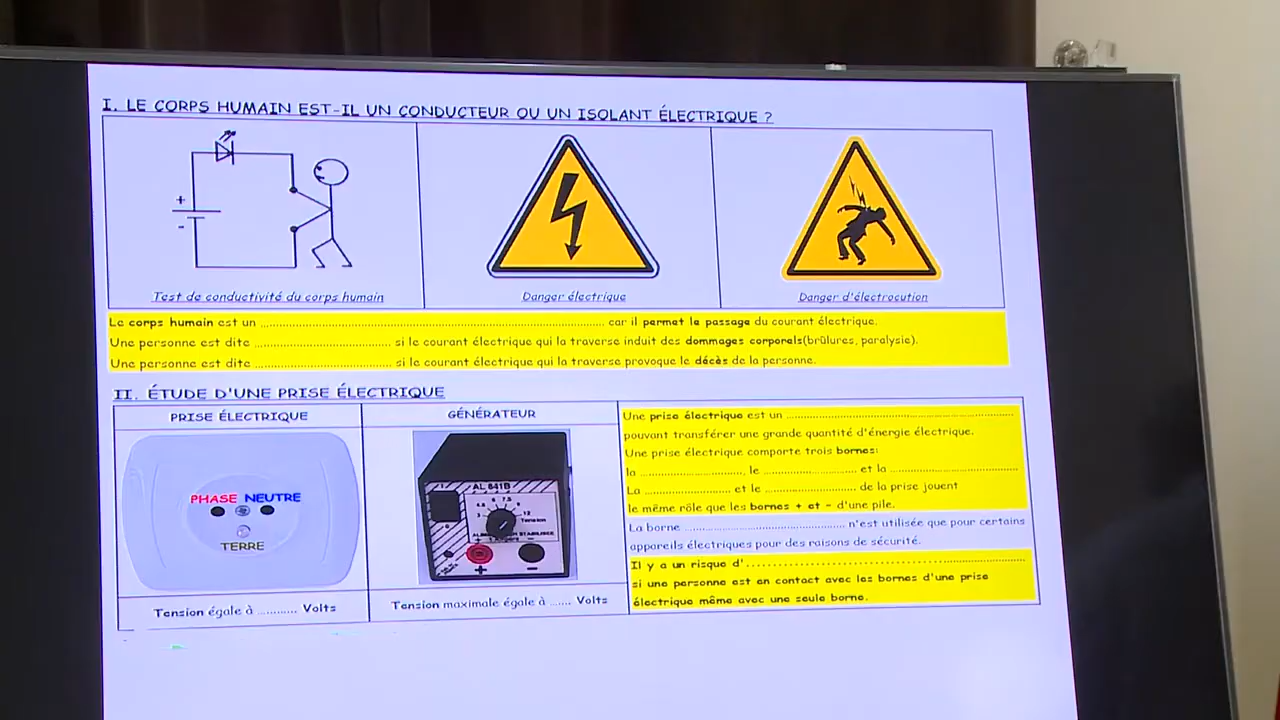 I. LE CORPS HUMAIN EST-IL UN CONDUCTEUR OU UN ISOLANT ÉLECTRIQUE ?
+
-
Test de conductivité du corps humain
Danger électrique
Danger d'électrocution
Le corps humain est un .................................................. car il permet le passage du courant électrique.
Une personne est dite .............................. si le courant électrique qui la traverse induit des dommages corporels(brûlures, paralysie).
Une personne est dite .............................. si le courant électrique qui la traverse provoque le décès de la personne.
II. ÉTUDE D'UNE PRISE ÉLECTRIQUE
PRISE ÉLECTRIQUE
GÉNÉRATEUR
PHASE NEUTRE
TERRE
AL 841B
Tension
+ -
Tension égale à ............ Volts
Tension maximale égale à ...... Volts
Une prise électrique est un ..................................................
pouvant transférer une grande quantité d'énergie électrique.
Une prise électrique comporte trois bornes:
la ........................, le ..................... et la ..............................
La .................... et le ..................... de la prise jouent
le même rôle que les bornes + et - d'une pile.
La borne .................................... n'est utilisée que pour certains
appareils électriques pour des raisons de sécurité.
Il y a un risque d'..................................................
si une personne est en contact avec les bornes d'une prise
électrique même avec une seule borne.